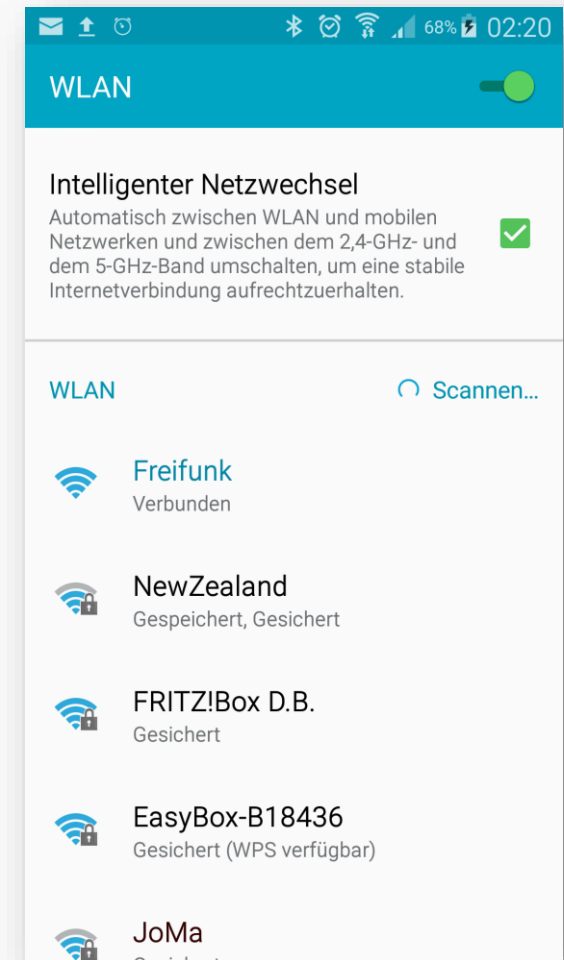 68% 02:20
WLAN
Intelligenter Netzwechsel
Automatisch zwischen WLAN und mobilen
Netzwerken und zwischen dem 2,4-GHz- und
dem 5-GHz-Band umschalten, um eine stabile
Internetverbindung aufrechtzuerhalten.
WLAN Scannen...
Freifunk
Verbunden
NewZealand
Gespeichert, Gesichert
FRITZ!Box D.B.
Gesichert
EasyBox-B18436
Gesichert (WPS verfügbar)
JoMa